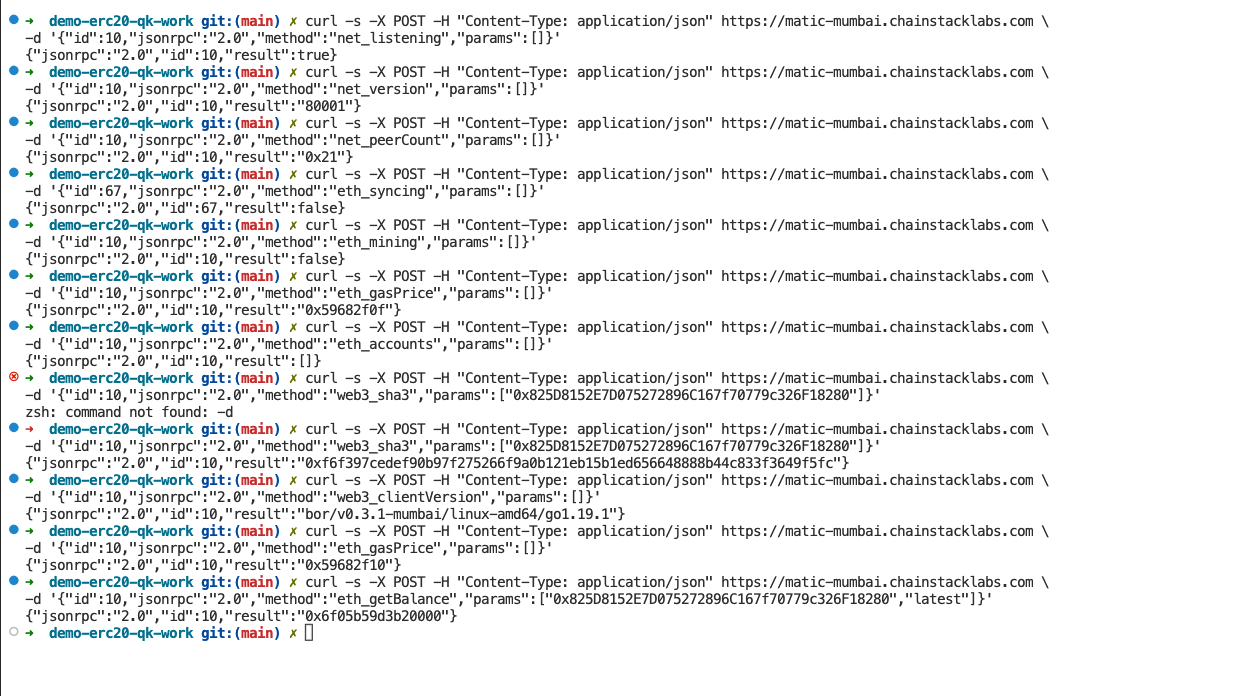 ➜  demo-erc20-qk-work git:(main) ✗ curl -s -X POST -H "Content-Type: application/json" https://matic-mumbai.chainstacklabs.com \
-d '{"id":10,"jsonrpc":"2.0","method":"net_listening","params":[]}'
{"jsonrpc":"2.0","id":10,"result":true}
➜  demo-erc20-qk-work git:(main) ✗ curl -s -X POST -H "Content-Type: application/json" https://matic-mumbai.chainstacklabs.com \
-d '{"id":10,"jsonrpc":"2.0","method":"net_version","params":[]}'
{"jsonrpc":"2.0","id":10,"result":"80001"}
➜  demo-erc20-qk-work git:(main) ✗ curl -s -X POST -H "Content-Type: application/json" https://matic-mumbai.chainstacklabs.com \
-d '{"id":10,"jsonrpc":"2.0","method":"net_peerCount","params":[]}'
{"jsonrpc":"2.0","id":10,"result":"0x21"}
➜  demo-erc20-qk-work git:(main) ✗ curl -s -X POST -H "Content-Type: application/json" https://matic-mumbai.chainstacklabs.com \
-d '{"id":67,"jsonrpc":"2.0","method":"eth_syncing","params":[]}'
{"jsonrpc":"2.0","id":67,"result":false}
➜  demo-erc20-qk-work git:(main) ✗ curl -s -X POST -H "Content-Type: application/json" https://matic-mumbai.chainstacklabs.com \
-d '{"id":10,"jsonrpc":"2.0","method":"eth_mining","params":[]}'
{"jsonrpc":"2.0","id":10,"result":false}
➜  demo-erc20-qk-work git:(main) ✗ curl -s -X POST -H "Content-Type: application/json" https://matic-mumbai.chainstacklabs.com \
-d '{"id":10,"jsonrpc":"2.0","method":"eth_gasPrice","params":[]}'
{"jsonrpc":"2.0","id":10,"result":"0x59682f0f"}
➜  demo-erc20-qk-work git:(main) ✗ curl -s -X POST -H "Content-Type: application/json" https://matic-mumbai.chainstacklabs.com \
-d '{"id":10,"jsonrpc":"2.0","method":"eth_accounts","params":[]}'
{"jsonrpc":"2.0","id":10,"result":[]}
➜  demo-erc20-qk-work git:(main) ✗ curl -s -X POST -H "Content-Type: application/json" https://matic-mumbai.chainstacklabs.com \
-d '{"id":10,"jsonrpc":"2.0","method":"web3_sha3","params":["0x825D8152E7D075272896C167f70779c326F18280"]}'
zsh: command not found: -d
➜  demo-erc20-qk-work git:(main) ✗ curl -s -X POST -H "Content-Type: application/json" https://matic-mumbai.chainstacklabs.com \
-d '{"id":10,"jsonrpc":"2.0","method":"web3_sha3","params":["0x825D8152E7D075272896C167f70779c326F18280"]}'
{"jsonrpc":"2.0","id":10,"result":"0xf6f397cedef90b97f275266f9a0b121eb15b1ed656648888b44c833f3649f5fc"}
➜  demo-erc20-qk-work git:(main) ✗ curl -s -X POST -H "Content-Type: application/json" https://matic-mumbai.chainstacklabs.com \
-d '{"id":10,"jsonrpc":"2.0","method":"web3_clientVersion","params":[]}'
{"jsonrpc":"2.0","id":10,"result":"bor/v0.3.1-mumbai/linux-amd64/go1.19.1"}
➜  demo-erc20-qk-work git:(main) ✗ curl -s -X POST -H "Content-Type: application/json" https://matic-mumbai.chainstacklabs.com \
-d '{"id":10,"jsonrpc":"2.0","method":"eth_gasPrice","params":[]}'
{"jsonrpc":"2.0","id":10,"result":"0x59682f10"}
➜  demo-erc20-qk-work git:(main) ✗ curl -s -X POST -H "Content-Type: application/json" https://matic-mumbai.chainstacklabs.com \
-d '{"id":10,"jsonrpc":"2.0","method":"eth_getBalance","params":["0x825D8152E7D075272896C167f70779c326F18280","latest"]}'
{"jsonrpc":"2.0","id":10,"result":"0x6f05b59d3b20000"}
➜  demo-erc20-qk-work git:(main) ✗